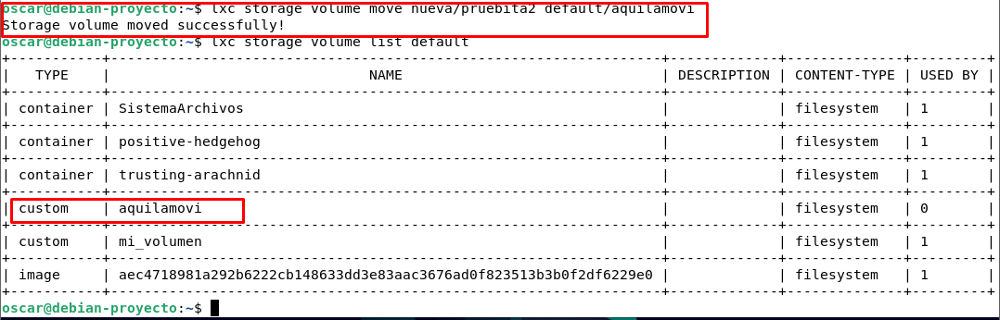 oscar@debian-proyecto:~$ lxc storage volume move nueva/pruebita2 default/aquilamovi
Storage volume moved successfully!
oscar@debian-proyecto:~$ lxc storage volume list default
+-----------+------------------------------------------------------------------+-------------+--------------+---------+
|   TYPE    |                               NAME                               | DESCRIPTION | CONTENT-TYPE | USED BY |
+-----------+------------------------------------------------------------------+-------------+--------------+---------+
| container | SistemaArchivos                                                  |             | filesystem   | 1       |
+-----------+------------------------------------------------------------------+-------------+--------------+---------+
| container | positive-hedgehog                                                |             | filesystem   | 1       |
+-----------+------------------------------------------------------------------+-------------+--------------+---------+
| container | trusting-arachnid                                                |             | filesystem   | 1       |
+-----------+------------------------------------------------------------------+-------------+--------------+---------+
| custom    | aquilamovi                                                       |             | filesystem   | 0       |
+-----------+------------------------------------------------------------------+-------------+--------------+---------+
| custom    | mi_volumen                                                       |             | filesystem   | 1       |
+-----------+------------------------------------------------------------------+-------------+--------------+---------+
| image     | aec4718981a292b6222cb148633dd3e83aac3676ad0f823513b3b0f2df6229e0 |             | filesystem   | 1       |
+-----------+------------------------------------------------------------------+-------------+--------------+---------+
oscar@debian-proyecto:~$